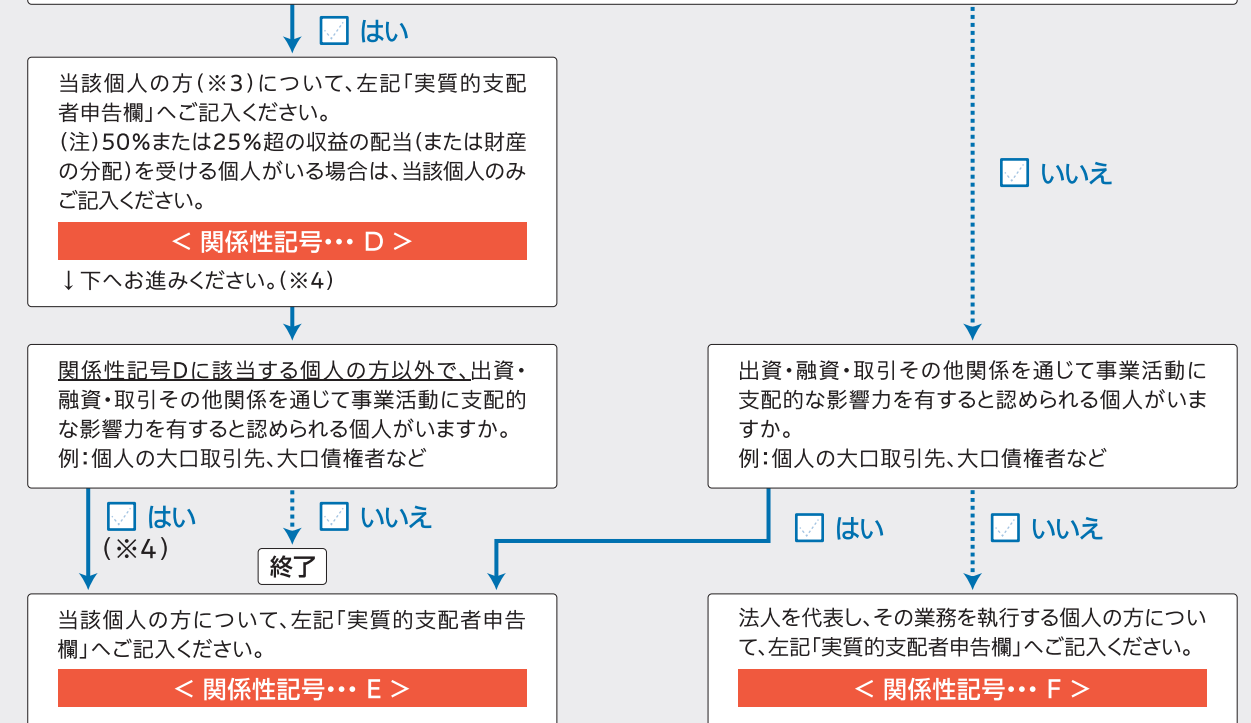 はい
当該個人の方(※3)について、左記「実質的支配
者申告欄」へご記入ください。
(注)50%または25%超の収益の配当(または財産
の分配)を受ける個人がいる場合は、当該個人のみ
ご記入ください。
< 関係性記号… D >
↓下へお進みください。(※4)
いいえ
関係性記号Dに該当する個人の方以外で、出資・
融資・取引その他関係を通じて事業活動に支配的
な影響力を有すると認められる個人がいますか。
例:個人の大口取引先、大口債権者など
出資・融資・取引その他関係を通じて事業活動に
支配的な影響力を有すると認められる個人がいま
すか。
例:個人の大口取引先、大口債権者など
はい
(※4)
いいえ
終了
はい
いいえ
当該個人の方について、左記「実質的支配者申告
欄」へご記入ください。
< 関係性記号… E >
法人を代表し、その業務を執行する個人の方につい
て、左記「実質的支配者申告欄」へご記入ください。
< 関係性記号… F >